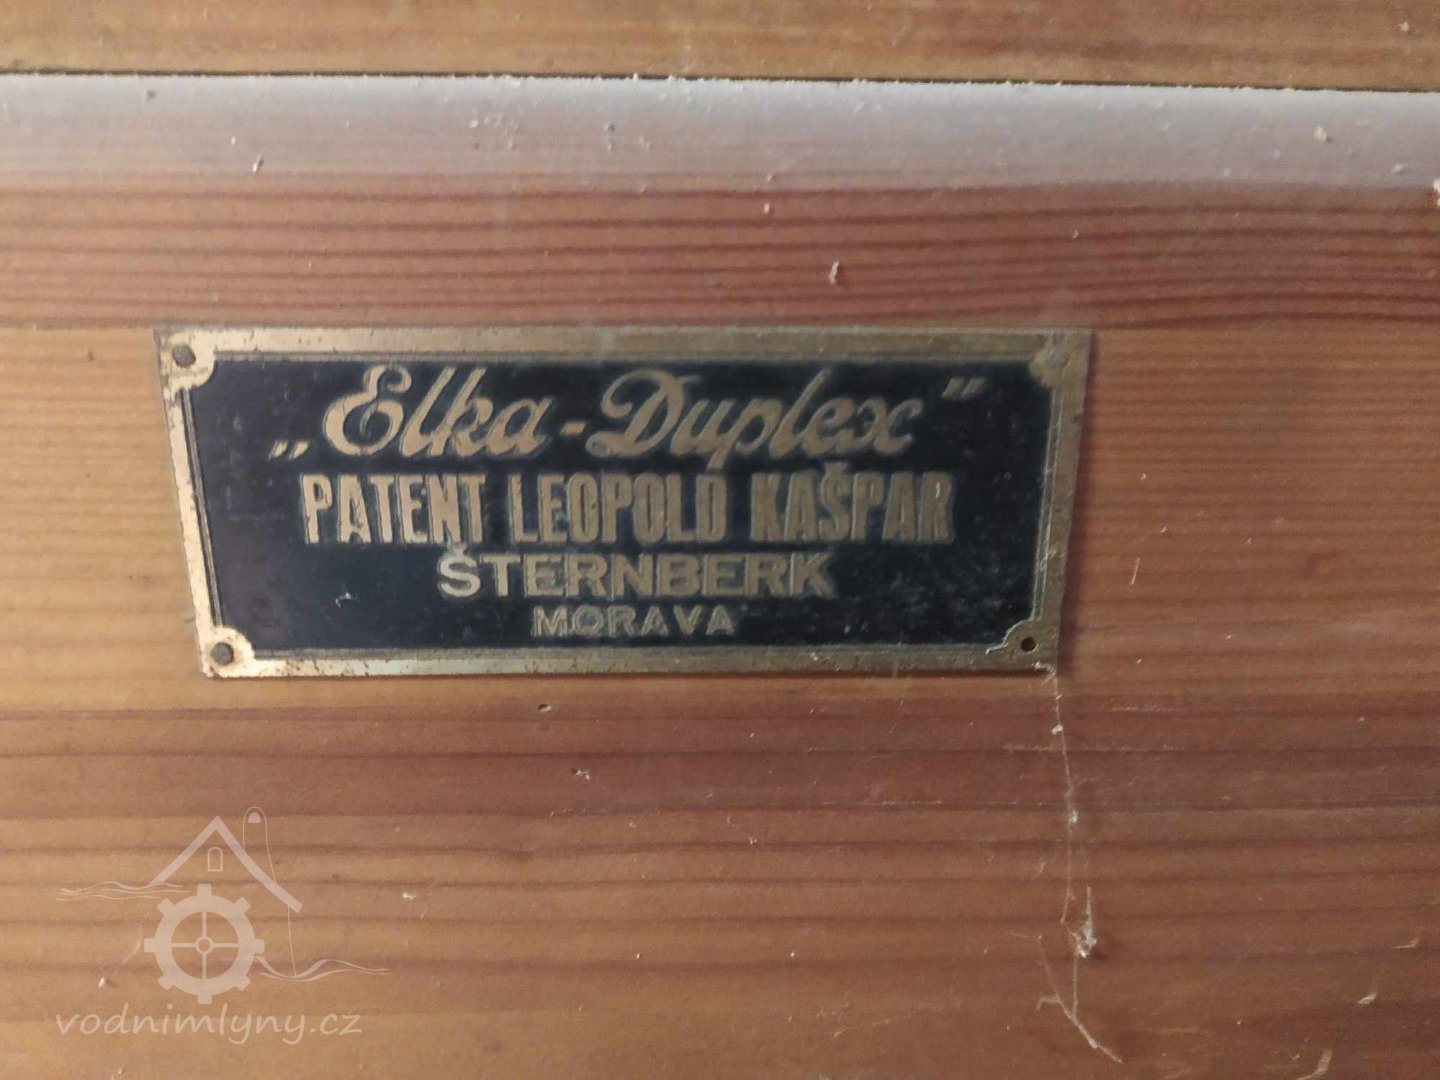 „Elka-Duplex"
PATENT LEOPOLD KAŠPAR
ŠTERNBERK
MORAVA
vodnimlyny.cz